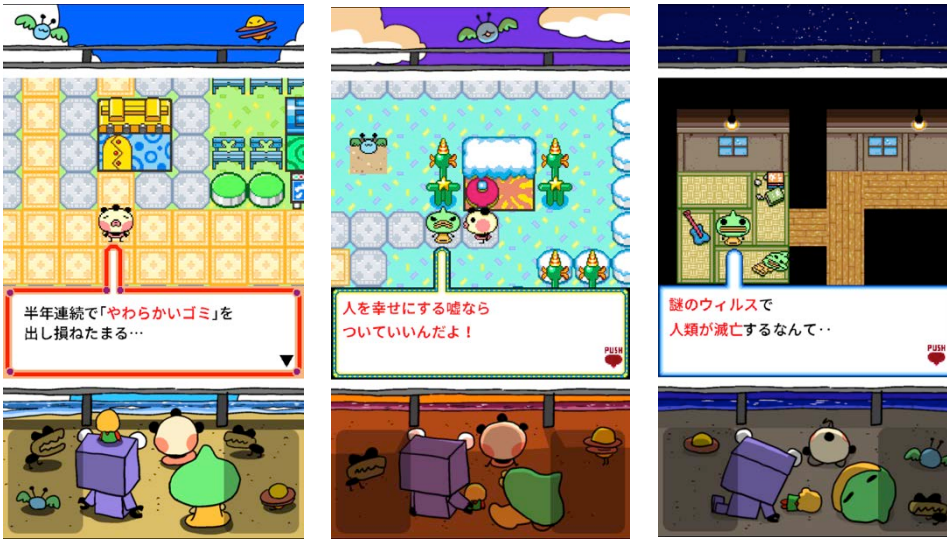 半年連続で「やわらかいゴミ」を
出し損ねたまる…
人を幸せにする嘘なら
ついていいんだよ!
PUSH
謎のウィルスで
人類が滅亡するなんて‥
PUSH